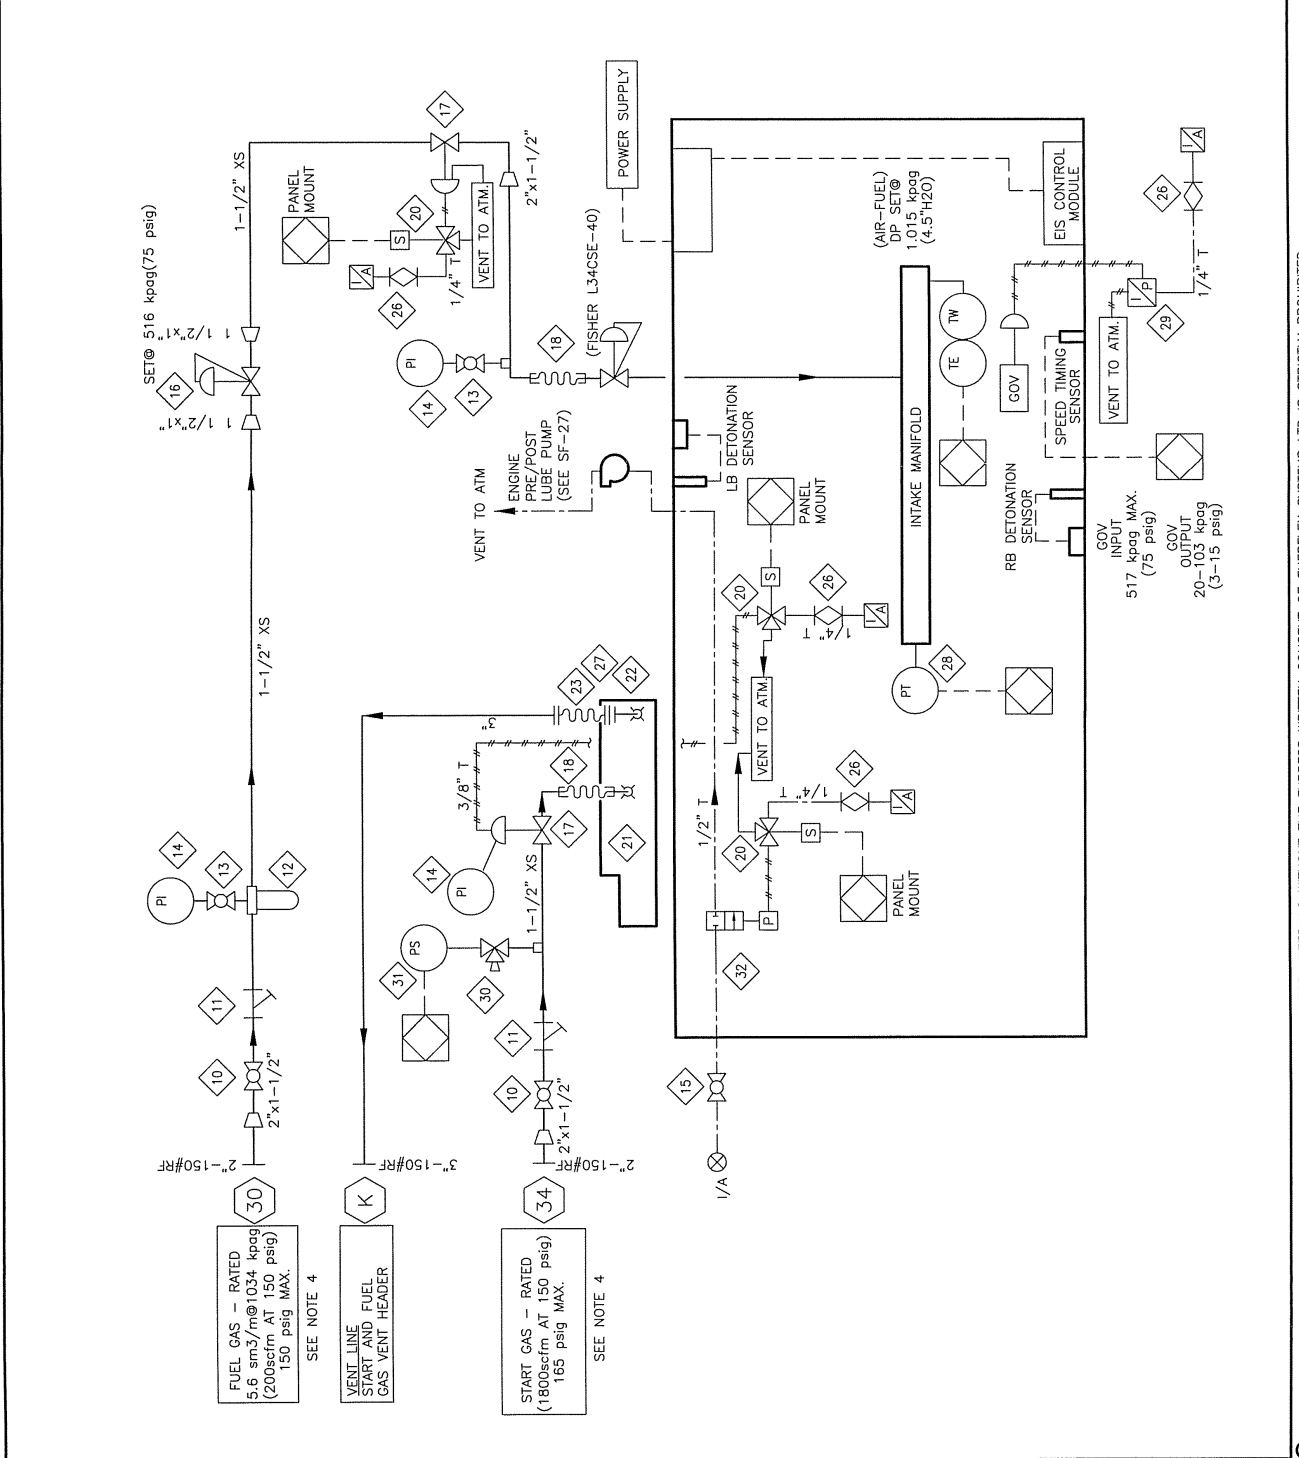 SET@ 516 kpag(75 psig)
1 1/2"x1"
1 1/2"x1"
16
1-1/2" XS
1-1/2" XS
17
2"x1-1/2"
PANEL
MOUNT
20
S
I/A
26
1/4" T
VENT TO ATM.
PI
14
13
18
(FISHER L34CSE-40)
POWER SUPPLY
PI
14
13
12
11
10
2"x1-1/2"
2"-150#RF
30
FUEL GAS - RATED
5.6 sm3/m@1034 kpag
(200scfm AT 150 psig)
150 psig MAX.
SEE NOTE 4
3"-150#RF
K
VENT LINE
START AND FUEL
GAS VENT HEADER
2"-150#RF
34
START GAS - RATED
(1800scfm AT 150 psig)
165 psig MAX.
SEE NOTE 4
2"x1-1/2"
10
11
PS
31
30
1-1/2" XS
PI
14
3/8" T
17
18
3"
23
27
22
21
VENT TO ATM
ENGINE
PRE/POST
LUBE PUMP
(SEE SF-27)
LB DETONATION
SENSOR
I/A
15
32
1/2" T
P
20
S
PANEL
MOUNT
1/4" T
26
I/A
VENT TO ATM.
20
S
PANEL
MOUNT
1/4" T
26
I/A
PT
28
INTAKE MANIFOLD
TE
TW
(AIR-FUEL)
DP SET@
1.015 kpag
(4.5"H2O)
EIS CONTROL
MODULE
GOV
SPEED TIMING
SENSOR
RB DETONATION
SENSOR
VENT TO ATM.
I/P
29
1/4" T
26
I/A
GOV
INPUT
517 kpag MAX.
(75 psig)
GOV
OUTPUT
20-103 kpag
(3-15 psig)